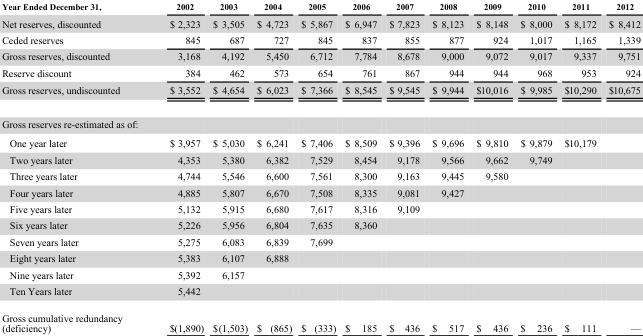 Year Ended December 31, 2002 2003 2004 2005 2006 2007 2008 2009 2010 2011 2012
Net reserves, discounted $ 2,323 $ 3,505 $ 4,723 $ 5,867 $ 6,947 $ 7,823 $ 8,123 $ 8,148 $ 8,000 $ 8,172 $ 8,412
Ceded reserves 845 687 727 845 837 855 877 924 1,017 1,165 1,339
Gross reserves, discounted 3,168 4,192 5,450 6,712 7,784 8,678 9,000 9,072 9,017 9,337 9,751
Reserve discount 384 462 573 654 761 867 944 944 968 953 924
Gross reserves, undiscounted $ 3,552 $ 4,654 $ 6,023 $ 7,366 $ 8,545 $ 9,545 $ 9,944 $10,016 $ 9,985 $10,290 $10,675
Gross reserves re-estimated as of:
One year later $ 3,957 $ 5,030 $ 6,241 $ 7,406 $ 8,509 $ 9,396 $ 9,696 $ 9,810 $ 9,879 $10,179
Two years later 4,353 5,380 6,382 7,529 8,454 9,178 9,566 9,662 9,749
Three years later 4,744 5,546 6,600 7,561 8,300 9,163 9,445 9,580
Four years later 4,885 5,807 6,670 7,508 8,335 9,081 9,427
Five years later 5,132 5,915 6,680 7,617 8,316 9,109
Six years later 5,226 5,956 6,804 7,635 8,360
Seven years later 5,275 6,083 6,839 7,699
Eight years later 5,383 6,107 6,888
Nine years later 5,392 6,157
Ten Years later 5,442
Gross cumulative redundancy
(deficiency) $(1,890) $(1,503) $ (865) $ (333) $ 185 $ 436 $ 517 $ 436 $ 236 $ 111 —